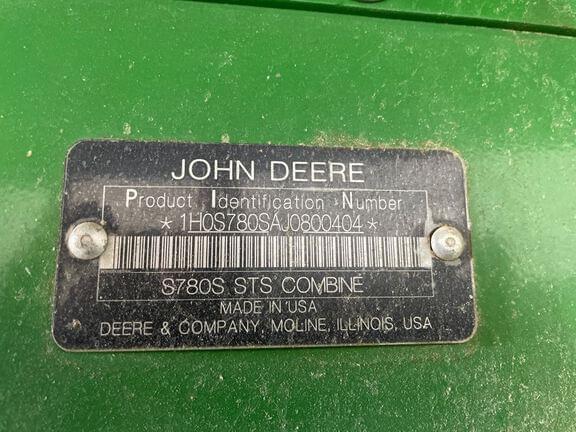 JOHN DEERE
Product Identification Number
*1H0S780SAJ0800404*
S780S STS COMBINE
MADE IN USA
DEERE & COMPANY, MOLINE, ILLINOIS, USA